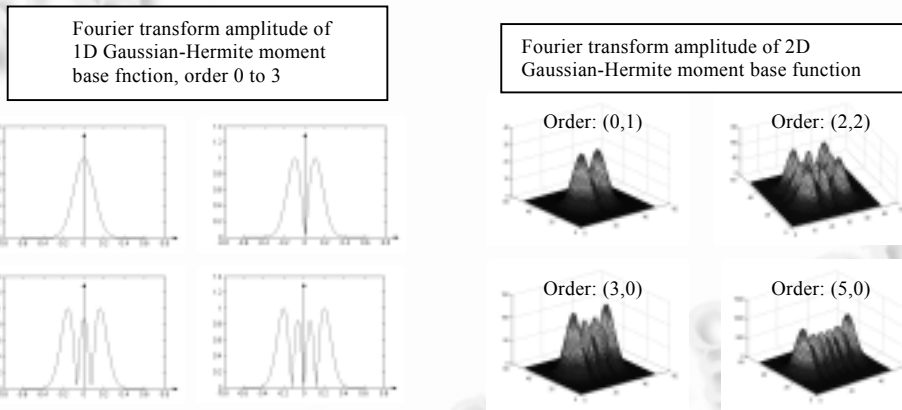 Fourier transform amplitude of
1D Gaussian-Hermite moment
base fnction, order 0 to 3
Fourier transform amplitude of 2D
Gaussian-Hermite moment base function
Order: (0,1)
Order: (2,2)
Order: (3,0)
Order: (5,0)